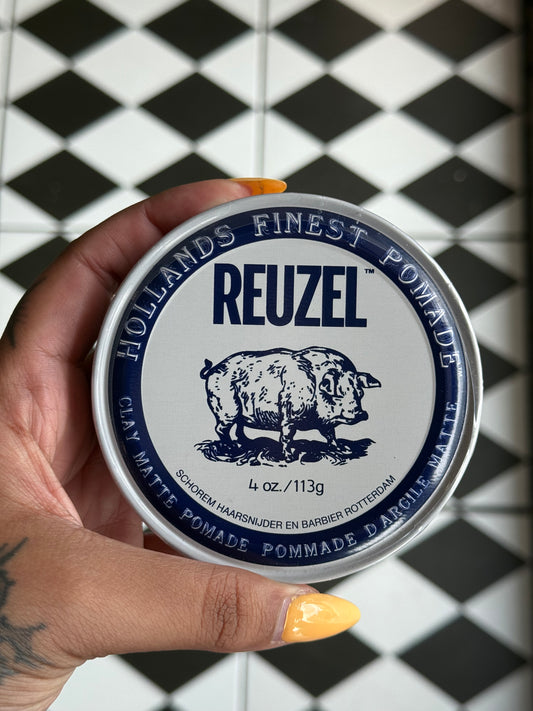 HOLLANDS FINEST POMADE
REUZEL™
4 oz./113g
SCHOREM HAARSNIJDER EN BARBIER ROTTERDAM
CLAY MATTE POMADE POMMADE D'ARGILE MATTE